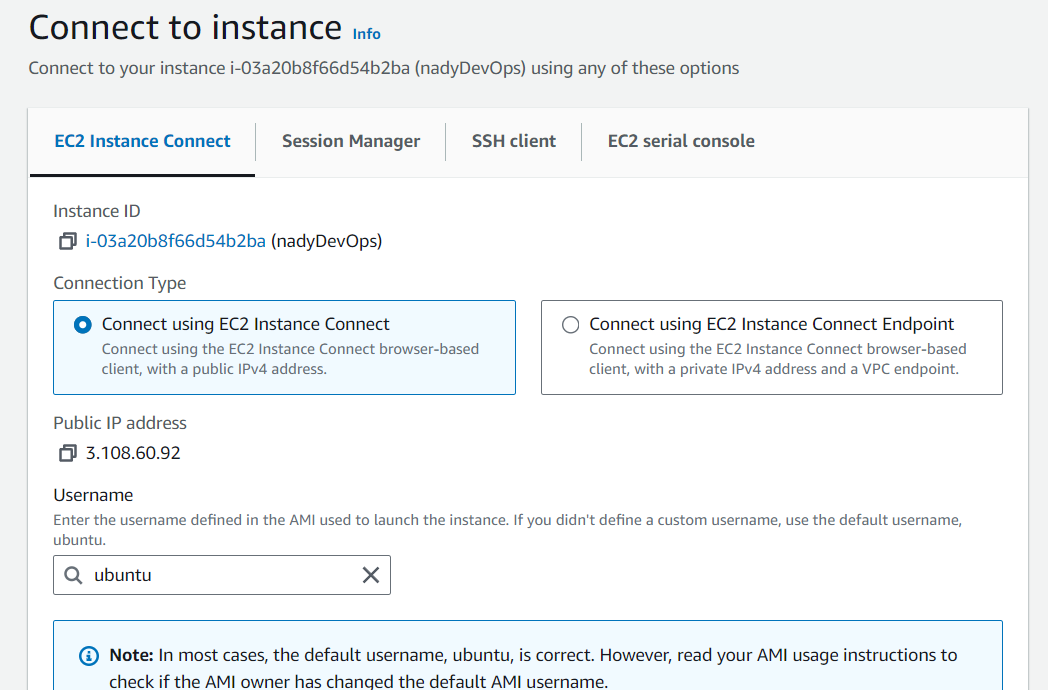 Connect to instance Info
Connect to your instance i-03a20b8f66d54b2ba (nadyDevOps) using any of these options
EC2 Instance Connect
Session Manager
SSH client
EC2 serial console
Instance ID
i-03a20b8f66d54b2ba (nadyDevOps)
Connection Type
Connect using EC2 Instance Connect
Connect using the EC2 Instance Connect browser-based
client, with a public IPv4 address.
Connect using EC2 Instance Connect Endpoint
Connect using the EC2 Instance Connect browser-based
client, with a private IPv4 address and a VPC endpoint.
Public IP address
3.108.60.92
Username
Enter the username defined in the AMI used to launch the instance. If you didn't define a custom username, use the default username,
ubuntu.
ubuntu
Note: In most cases, the default username, ubuntu, is correct. However, read your AMI usage instructions to
check if the AMI owner has changed the default AMI username.